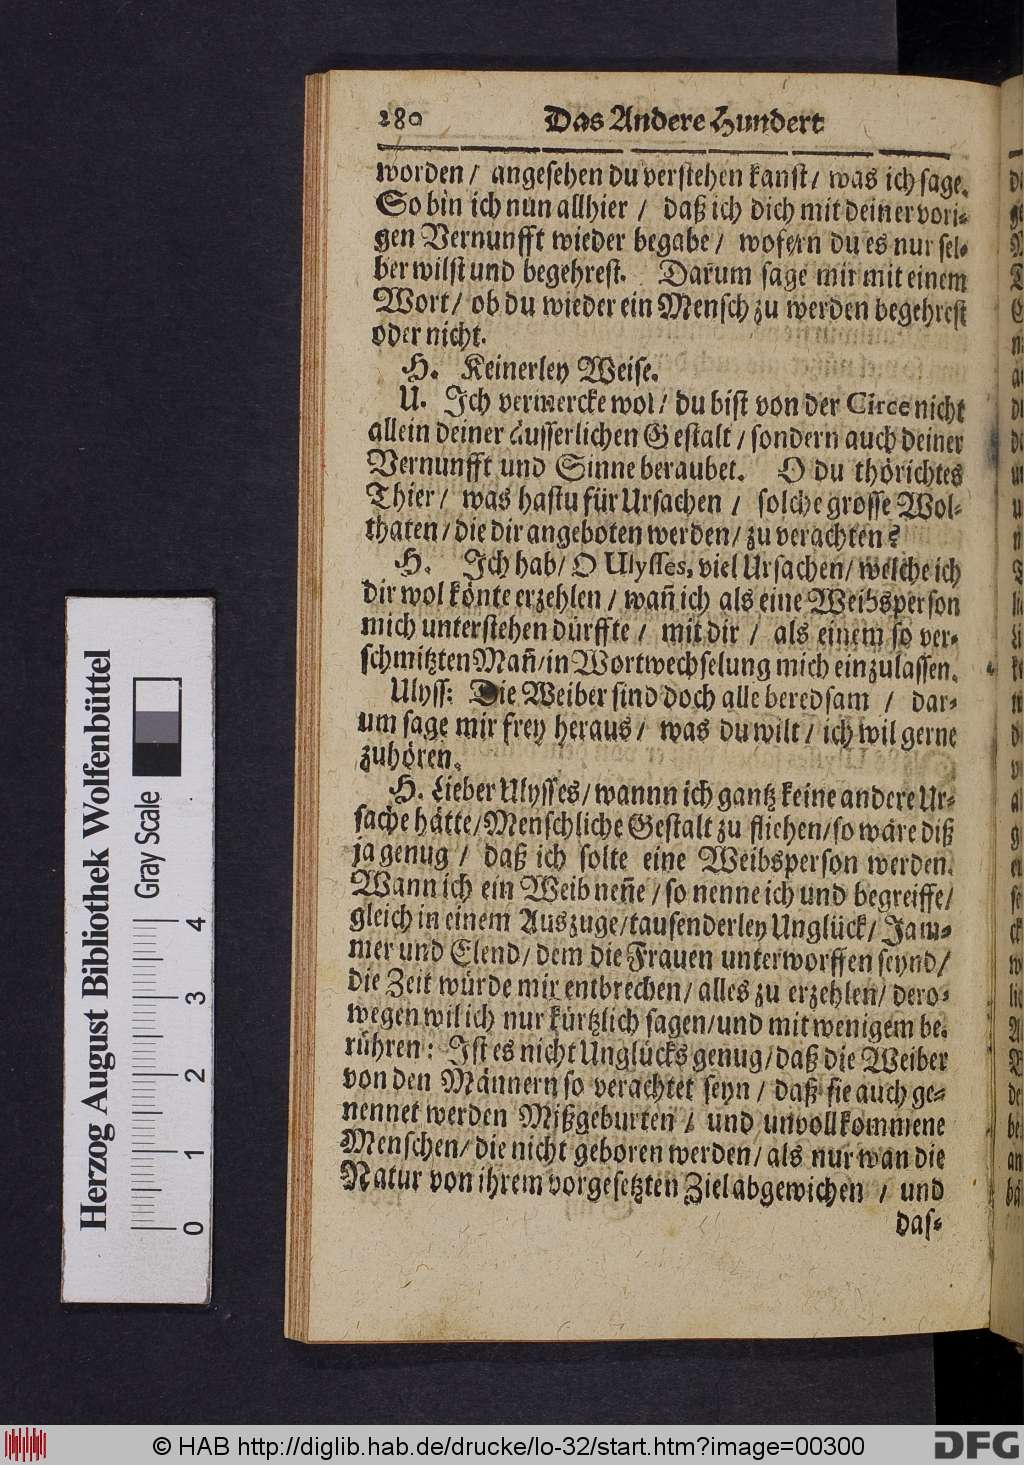 280 Das Andere Hundert
worden / angesehen du verstehen kanst / was ich sage.
So bin ich nun allhier / daß ich dich mit deiner vori-
gen Vernunfft wieder begabe / wofern du es nur sel-
ber wilst und begehrest. Darum sage mir mit einem
Wort / ob du wieder ein Mensch zu werden begehrest
oder nicht.
H. Keinerley Weise.
U. Ich vermercke wol / du bist von der Circe nicht
allein deiner äusserlichen Gestalt / sondern auch deiner
Vernunfft und Sinne beraubet. O du thörichtes
Thier / was hastu für Ursachen / solche grosse Wol-
thaten / die dir angeboten werden / zu verachten?
H. Ich hab / O Ulysses, viel Ursachen / welche ich
dir wol könte erzehlen / wañ ich als eine Weibsperson
mich unterstehen dürffte / mit dir / als einem so ver-
schmitzten Mañ / in Wortwechselung mich einzulassen.
Ulyss: Die Weiber sind doch alle beredsam / dar-
um sage mir frey heraus / was du wilt / ich wil gerne
zuhören.
H. Lieber Ulysses / wannn ich gantz keine andere Ur-
sache hätte / Menschliche Gestalt zu fliehen / so wäre diß
ja genug / daß ich solte eine Weibsperson werden.
Wann ich ein Weib neñe / so nenne ich und begreiffe /
gleich in einem Auszuge / tausenderley Unglück / Jam-
mer und Elend / dem die Frauen unterworffen seynd /
die Zeit würde mir entbrechen / alles zu erzehlen / dero-
wegen wil ich nur kürtzlich sagen / und mit wenigem be-
rühren: Ist es nicht Unglücks genug / daß die Weiber
von den Männern so verachtet seyn / daß sie auch ge-
nennet werden Mißgeburten / und unvollkommene
Menschen / die nicht geboren werden / als nur wan die
Natur von ihrem vorgesetzten Ziel abgewichen / und
das-
Herzog August Bibliothek Wolfenbüttel
Gray Scale
0 1 2 3 4
© HAB http://diglib.hab.de/drucke/lo-32/start.htm?image=00300
DFG